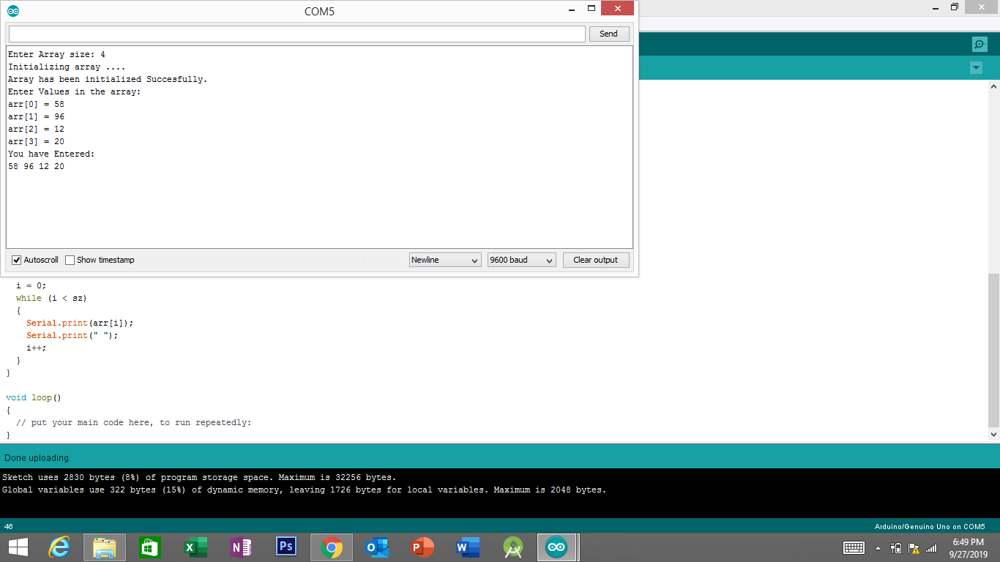 COM5
Send
Enter Array size: 4
Initializing array ....
Array has been initialized Succesfully.
Enter Values in the array:
arr[0] = 58
arr[1] = 96
arr[2] = 12
arr[3] = 20
You have Entered:
58 96 12 20
Autoscroll Show timestamp Newline 9600 baud Clear output
i = 0;
while (i < sz)
{
Serial.print(arr[i]);
Serial.print(" ");
i++;
}
}
void loop()
{
// put your main code here, to run repeatedly:
}
Done uploading.
Sketch uses 2830 bytes (8%) of program storage space. Maximum is 32256 bytes.
Global variables use 322 bytes (15%) of dynamic memory, leaving 1726 bytes for local variables. Maximum is 2048 bytes.
46 Arduino/Genuino Uno on COM5
X N Ps O P W
6:49 PM
9/27/2019